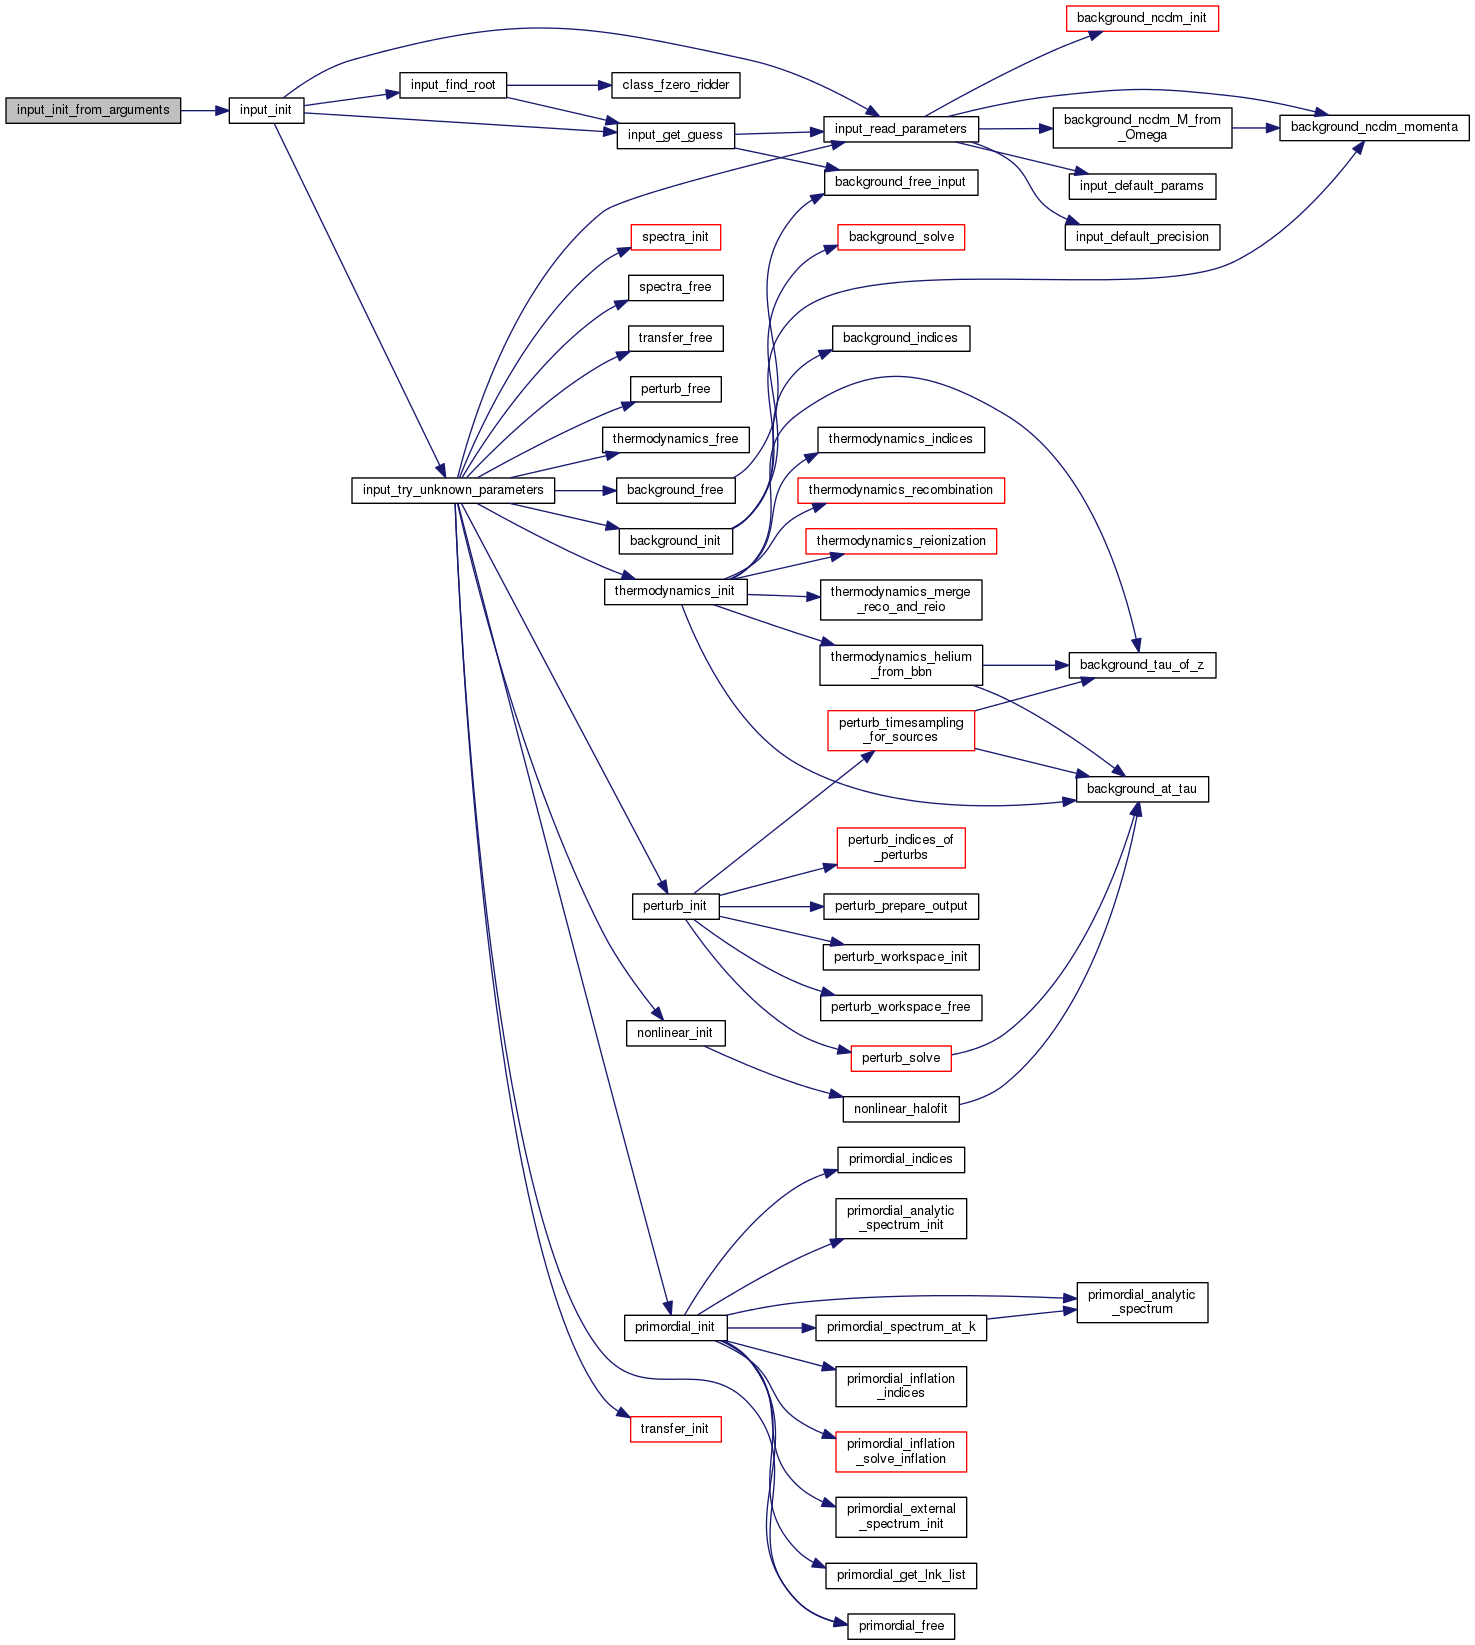 background_ncdm_init
input_find_root
class_fzero_ridder
input_init_from_arguments
input_init
input_get_guess
input_read_parameters
background_ncdm_M_from
_Omega
background_ncdm_momenta
background_free_input
input_default_params
spectra_init
background_solve
input_default_precision
spectra_free
transfer_free
background_indices
perturb_free
thermodynamics_free
thermodynamics_indices
input_try_unknown_parameters
background_free
thermodynamics_recombination
background_init
thermodynamics_reionization
thermodynamics_init
thermodynamics_merge
_reco_and_reio
thermodynamics_helium
_from_bbn
background_tau_of_z
perturb_timesampling
_for_sources
background_at_tau
perturb_indices_of
_perturbs
perturb_init
perturb_prepare_output
perturb_workspace_init
perturb_workspace_free
nonlinear_init
perturb_solve
nonlinear_halofit
primordial_indices
primordial_analytic
_spectrum_init
primordial_analytic
_spectrum
primordial_init
primordial_spectrum_at_k
primordial_inflation
_indices
transfer_init
primordial_inflation
_solve_inflation
primordial_external
_spectrum_init
primordial_get_lnk_list
primordial_free